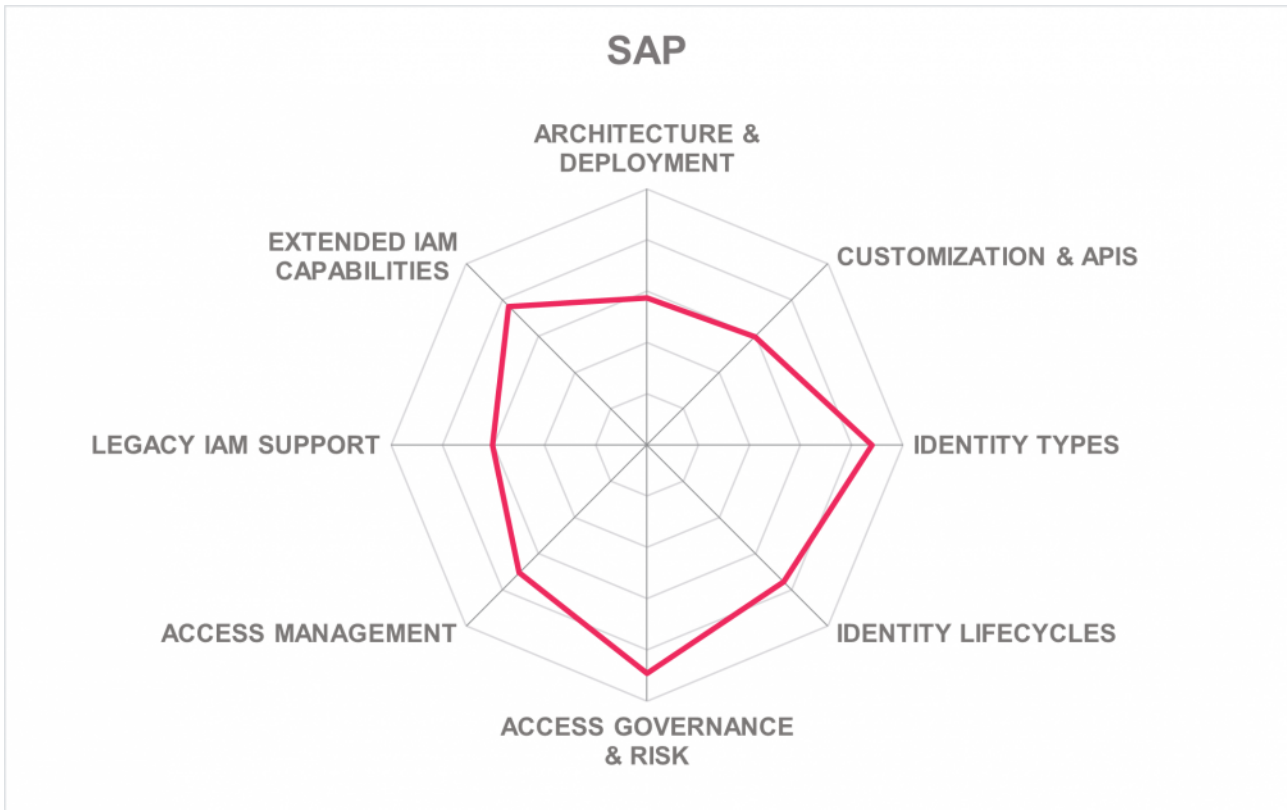 SAP
ARCHITECTURE &
DEPLOYMENT
EXTENDED IAM
CAPABILITIES
CUSTOMIZATION & APIS
LEGACY IAM SUPPORT
IDENTITY TYPES
ACCESS MANAGEMENT
IDENTITY LIFECYCLES
ACCESS GOVERNANCE
& RISK